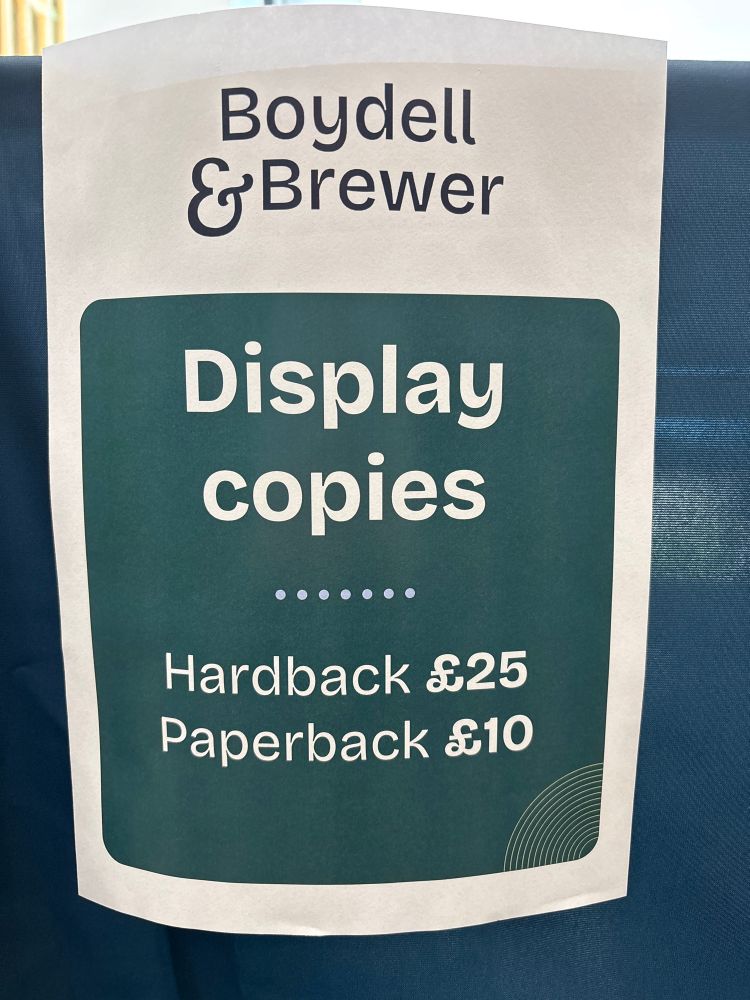 Boydell
&Brewer
Display
copies
Hardback £25
Paperback £10